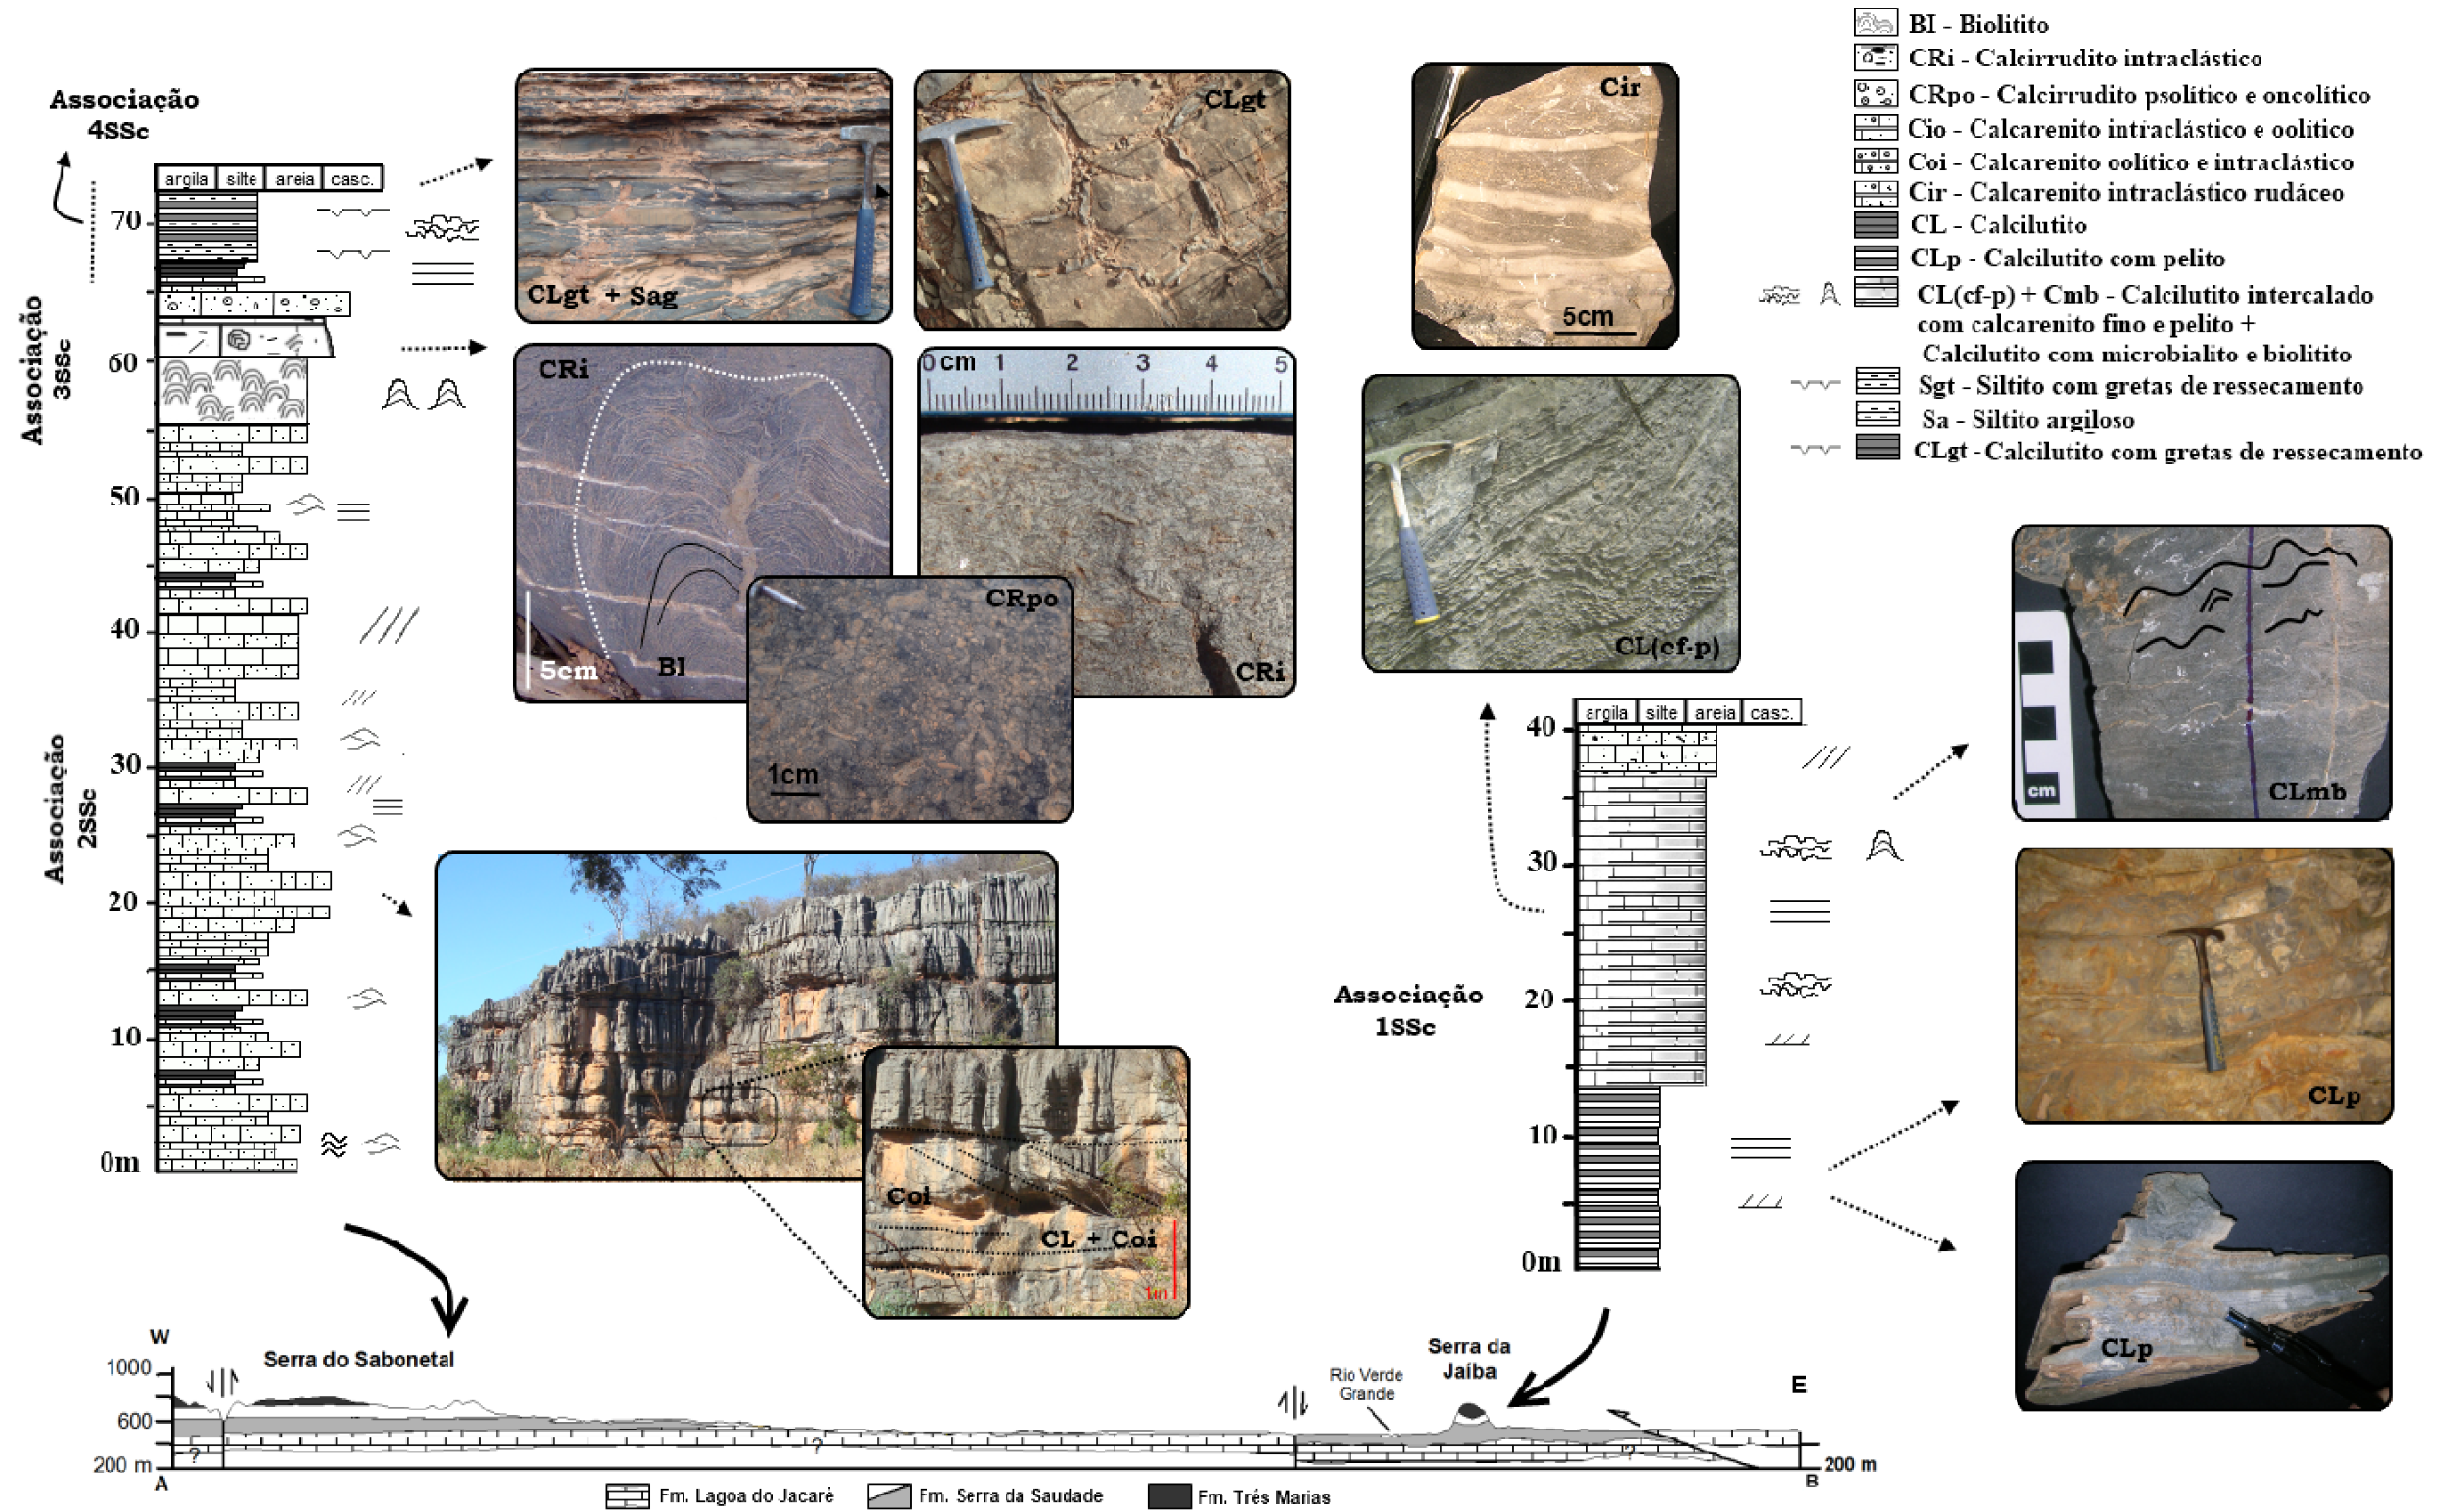 BI - Biolitito
CRi - Calcirrudito intraclástico
CRpo - Calcirrudito psolítico e oncolítico
Cio - Calcarenito intraclástico e oolitico
Coi - Calcarenito oolítico e intraclástico
Cir - Calcarenito intraclástico rudáceo
CL - Calcilutito
CLp - Calcilutito com pelito
CL(cf-p) + Cmb - Calcilutito intercalado
com calcarenito fino e pelito +
Calcilutito com microbialito e biolitito
Sgt - Siltito com gretas de ressecamento
Sa - Siltito argiloso
CLgt - Calcilutito com gretas de ressecamento
Associação
4SSc
argila silte areia casc.
70
60
50
40
30
20
10
0m
Associação
3SSc
Associação
2SSc
CLgt + Sag
CLgt
CRi
5cm
BI
0 cm 1 2 3 4 5
CRi
CRpo
1cm
Coi
CL + Coi
1m
Cir
5cm
CL(cf-p)
argila silte areia casc.
40
30
20
10
0m
Associação
1SSc
cm
CLmb
CLp
CLp
W
1000
600
200 m
A
Serra do Sabonetal
Rio Verde
Grande
Serra da
Jaíba
E
200 m
B
?
?
?
Fm. Lagoa do Jacaré
Fm. Serra da Saudade
Fm. Três Marias